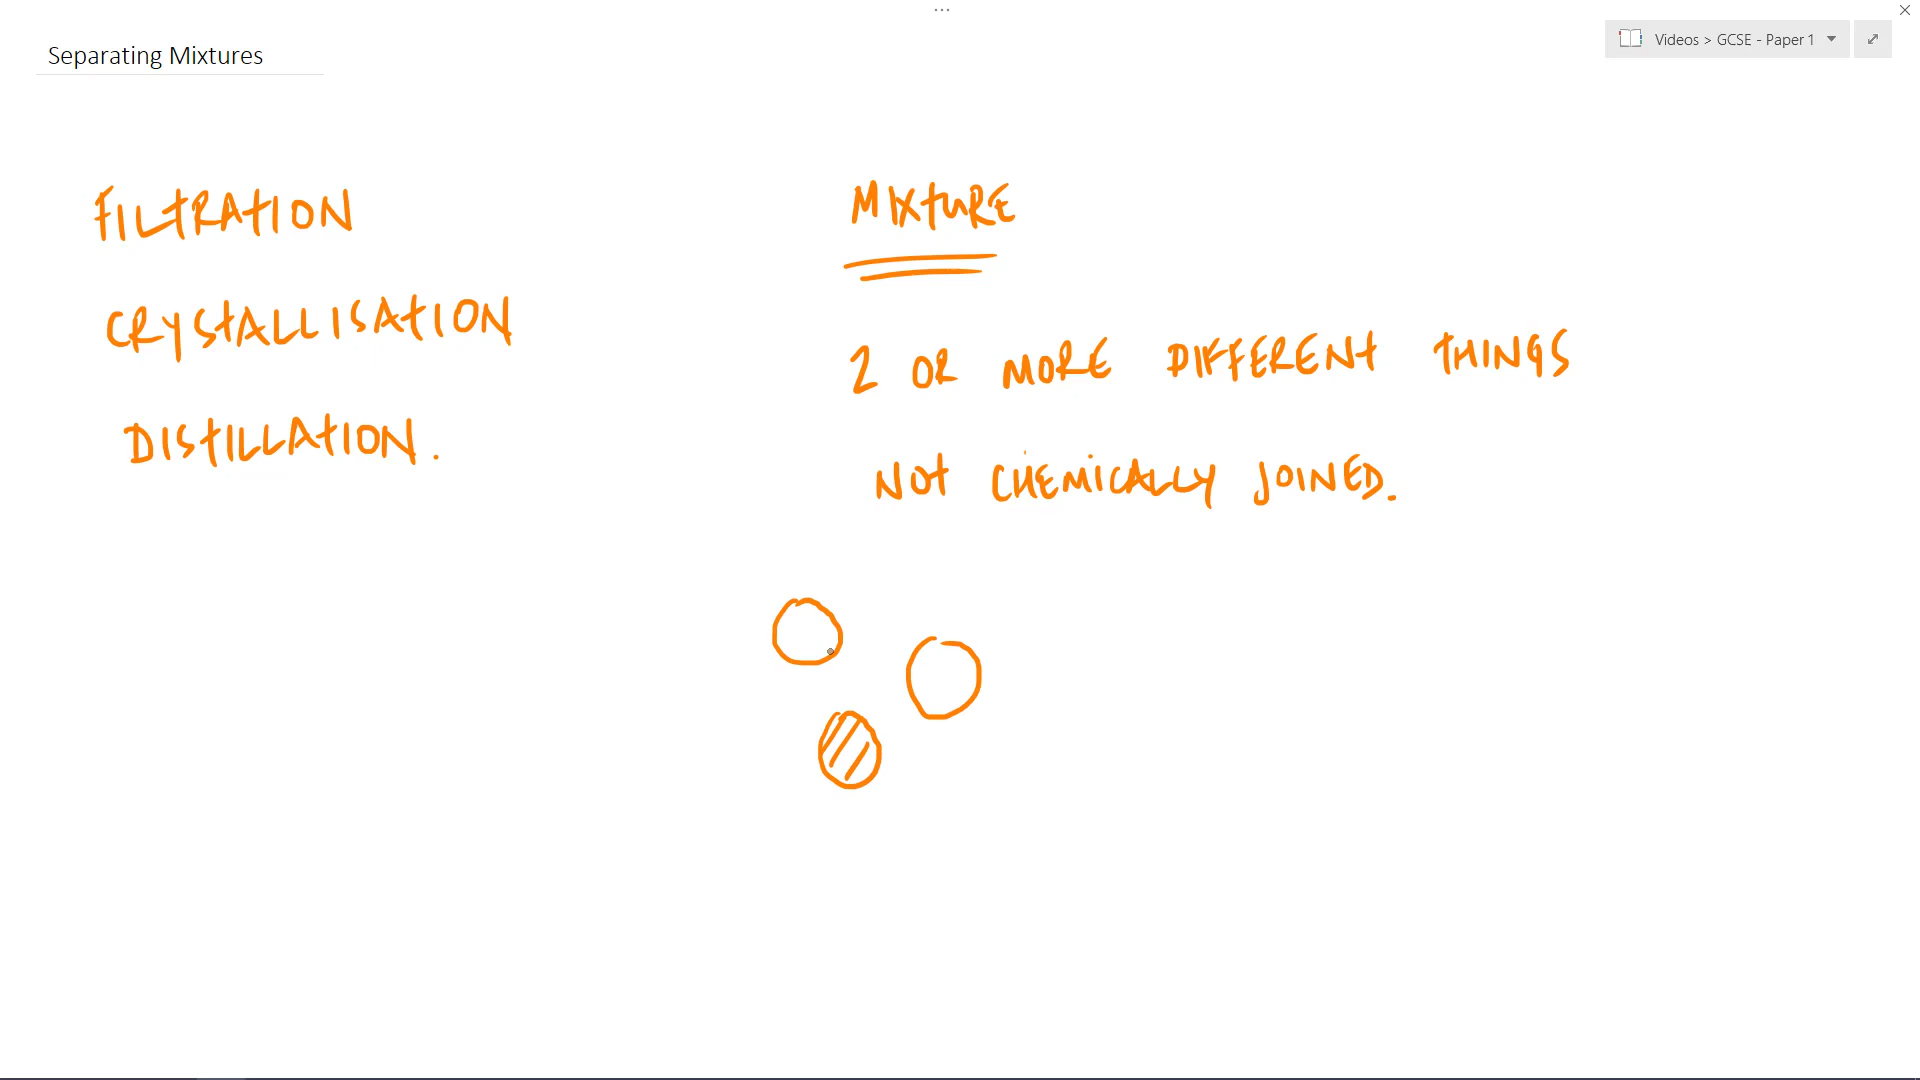 Separating Mixtures
Videos > GCSE - Paper 1
FILTRATION
CRYSTALLISATION
DISTILLATION.
MIXTURE
2 OR MORE DIFFERENT THINGS
NOT CHEMICALLY JOINED.